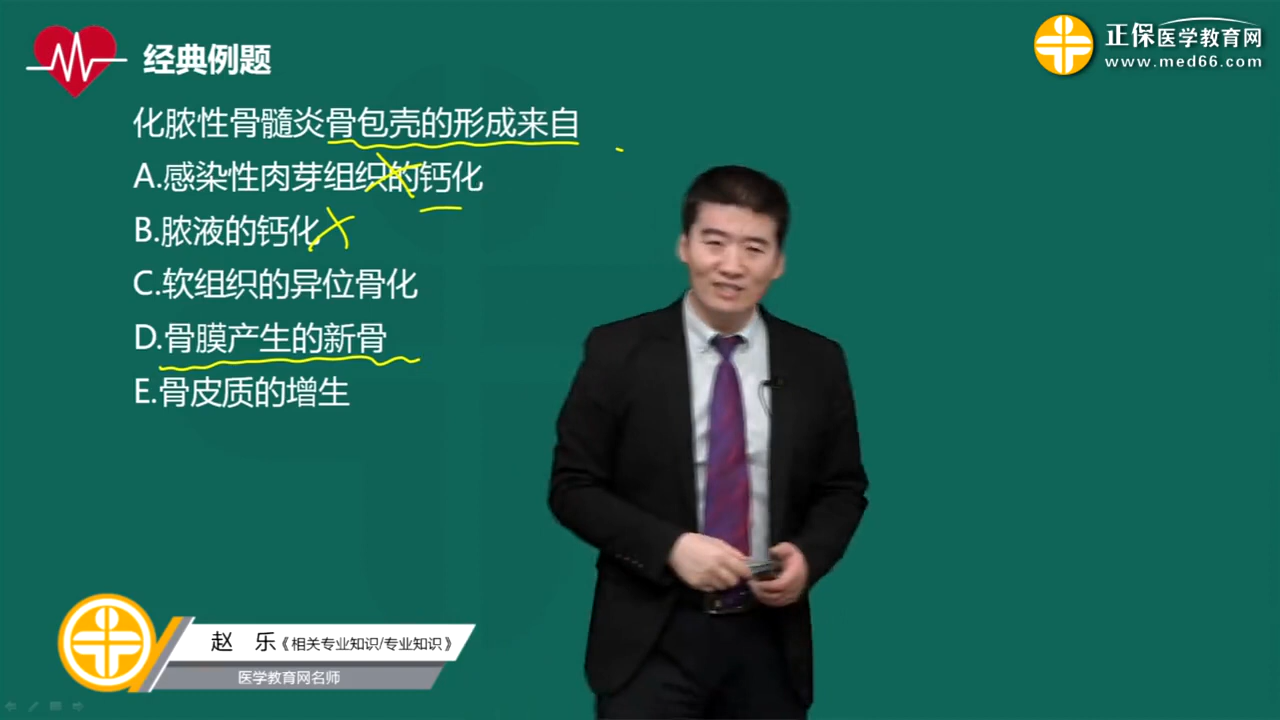 经典例题
正保医学教育网
www.med66.com
化脓性骨髓炎骨包壳的形成来自
A.感染性肉芽组织的钙化
B.脓液的钙化
C.软组织的异位骨化
D.骨膜产生的新骨
E.骨皮质的增生
赵 乐《相关专业知识/专业知识》
医学教育网名师